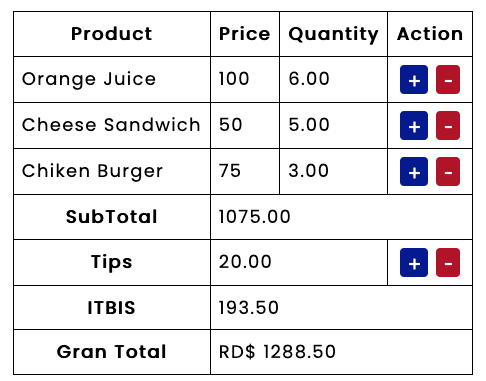 Product Price Quantity Action
Orange Juice 100 6.00 + -
Cheese Sandwich 50 5.00 + -
Chiken Burger 75 3.00 + -
SubTotal 1075.00
Tips 20.00 + -
ITBIS 193.50
Gran Total RD$ 1288.50